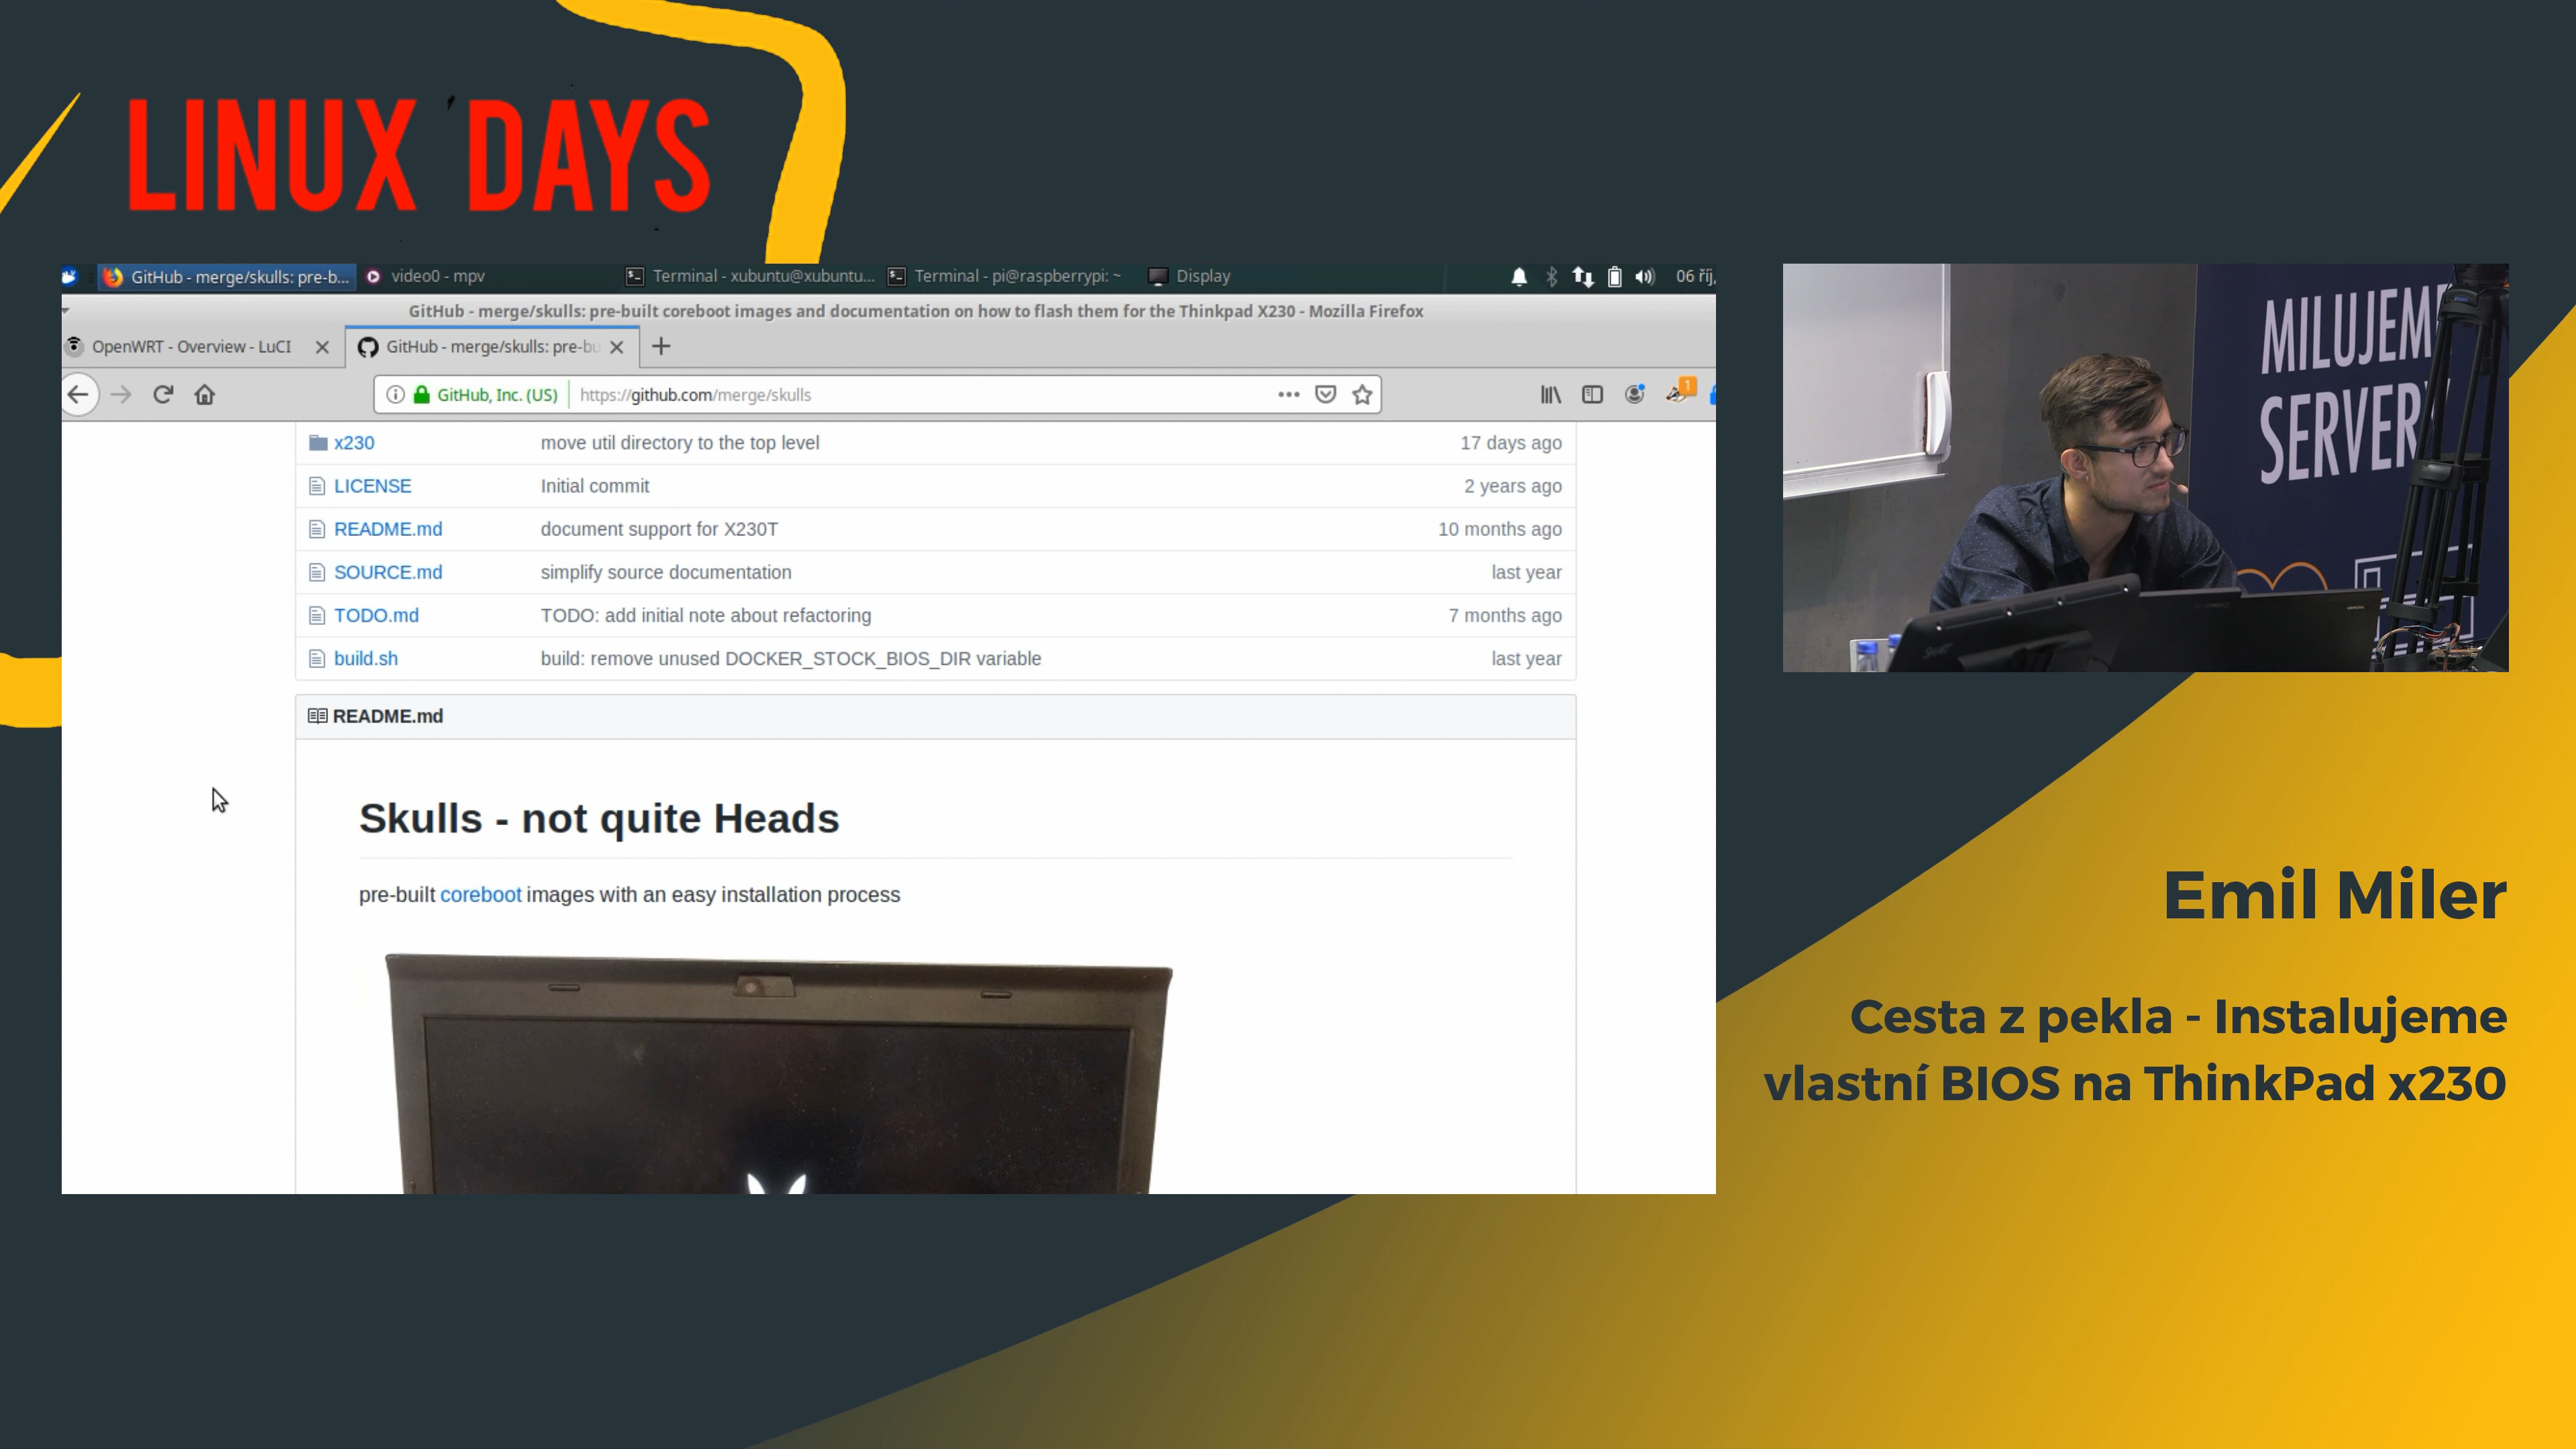 LINUX DAYS
GitHub - merge/skulls: pre-b...
video0 - mpv
Terminal - xubuntu@xubuntu...
Terminal - pi@raspberrypi: ~
Display
06 říj,
GitHub - merge/skulls: pre-built coreboot images and documentation on how to flash them for the Thinkpad X230 - Mozilla Firefox
OpenWRT - Overview - LuCI
GitHub - merge/skulls: pre-bu
GitHub, Inc. (US)
https://github.com/merge/skulls
1
x230 move util directory to the top level 17 days ago
LICENSE Initial commit 2 years ago
README.md document support for X230T 10 months ago
SOURCE.md simplify source documentation last year
TODO.md TODO: add initial note about refactoring 7 months ago
build.sh build: remove unused DOCKER_STOCK_BIOS_DIR variable last year
README.md
Skulls - not quite Heads
pre-built coreboot images with an easy installation process
MILUJEM
SERVER
SMART
Emil Miler
Cesta z pekla - Instalujeme
vlastní BIOS na ThinkPad x230